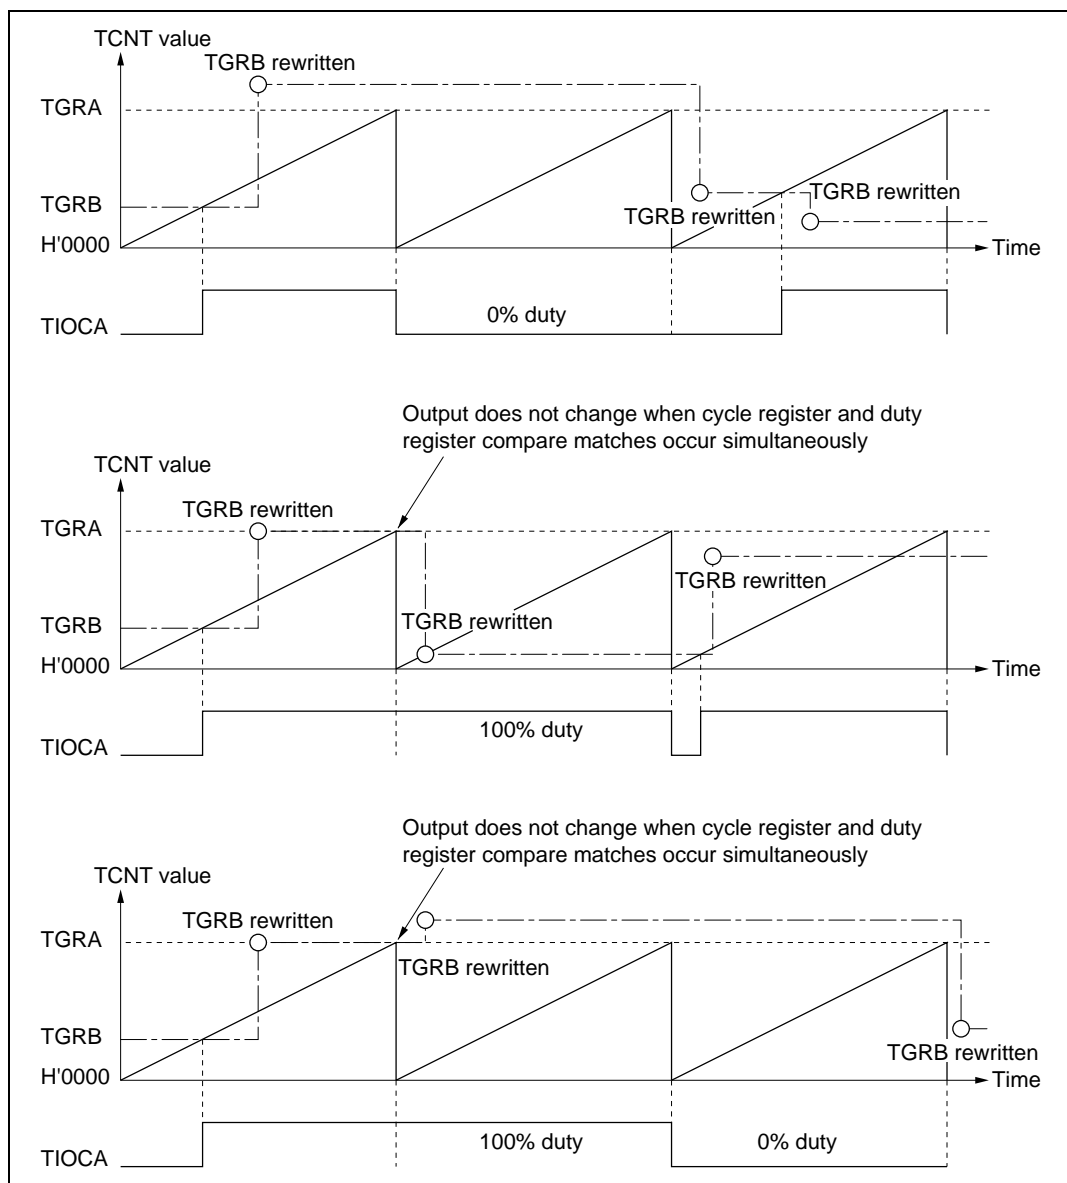 TCNT value
TGRB rewritten
TGRA
TGRB
TGRB rewritten
TGRB rewritten
H'0000
Time
TIOCA
0% duty
Output does not change when cycle register and duty
register compare matches occur simultaneously
TCNT value
TGRB rewritten
TGRA
TGRB rewritten
TGRB rewritten
TGRB
H'0000
Time
TIOCA
100% duty
Output does not change when cycle register and duty
register compare matches occur simultaneously
TCNT value
TGRB rewritten
TGRA
TGRB rewritten
TGRB
TGRB rewritten
H'0000
Time
TIOCA
100% duty
0% duty